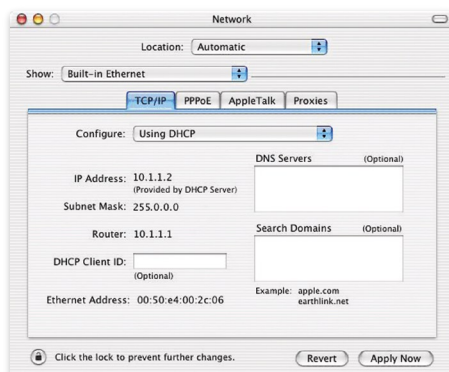 Network
Location: Automatic
Show: Built-in Ethernet
TCP/IP PPPoE AppleTalk Proxies
Configure: Using DHCP
DNS Servers (Optional)
IP Address: 10.1.1.2
(Provided by DHCP Server)
Subnet Mask: 255.0.0.0
Router: 10.1.1.1
Search Domains (Optional)
DHCP Client ID:
(Optional)
Example: apple.com
earthlink.net
Ethernet Address: 00:50:e4:00:2c:06
Click the lock to prevent further changes.
Revert Apply Now